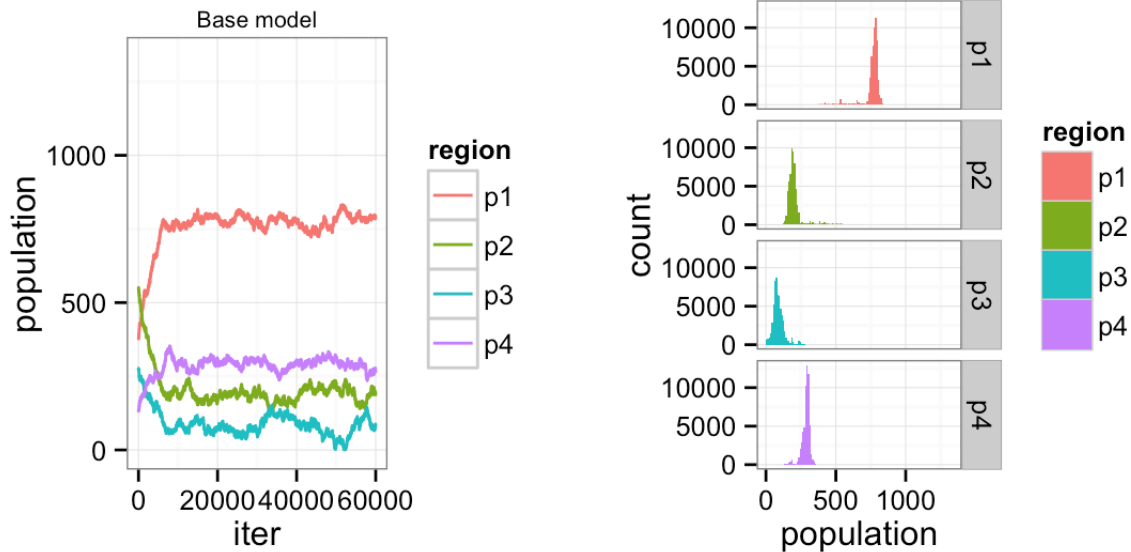 Base model
population
1000
500
0
0 20000 40000 60000
iter
region
p1
p2
p3
p4
count
10000
5000
0
p1
10000
5000
0
p2
10000
5000
0
p3
10000
5000
0
p4
0 500 1000
population
region
p1
p2
p3
p4